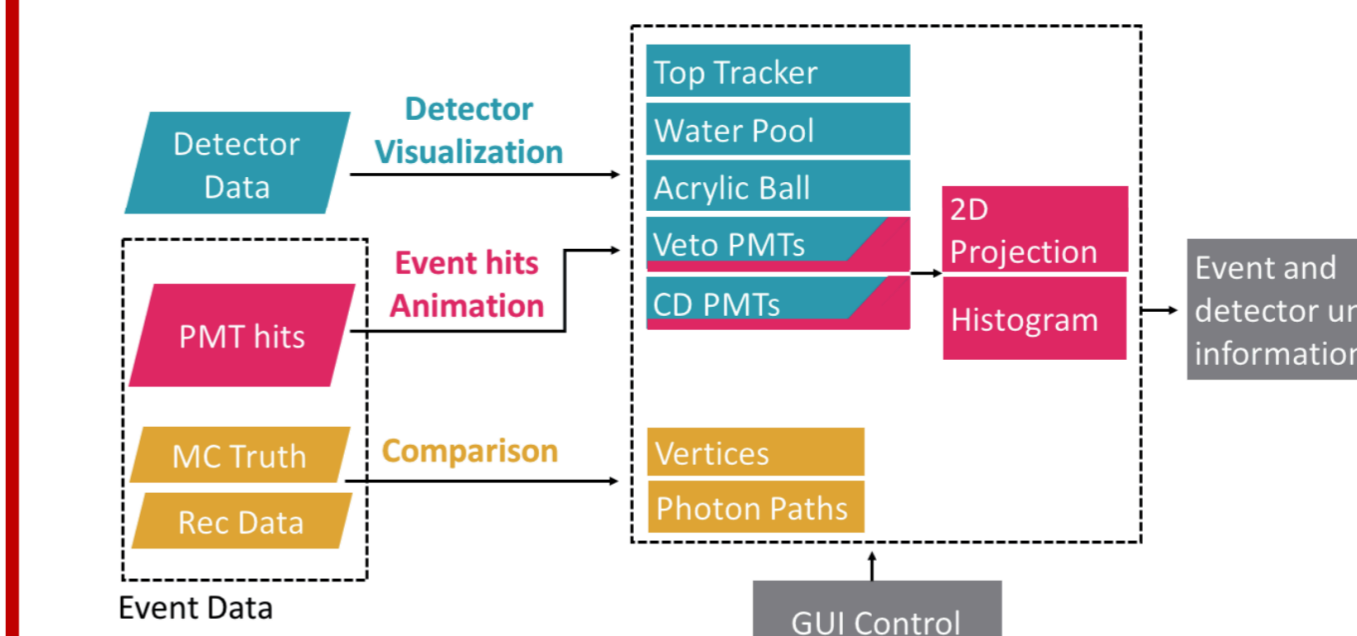 Detector
Data
Detector
Visualization
PMT hits
Event hits
Animation
MC Truth
Rec Data
Comparison
Event Data
Top Tracker
Water Pool
Acrylic Ball
Veto PMTs
CD PMTs
2D
Projection
Histogram
Vertices
Photon Paths
GUI Control
Event and
detector
information